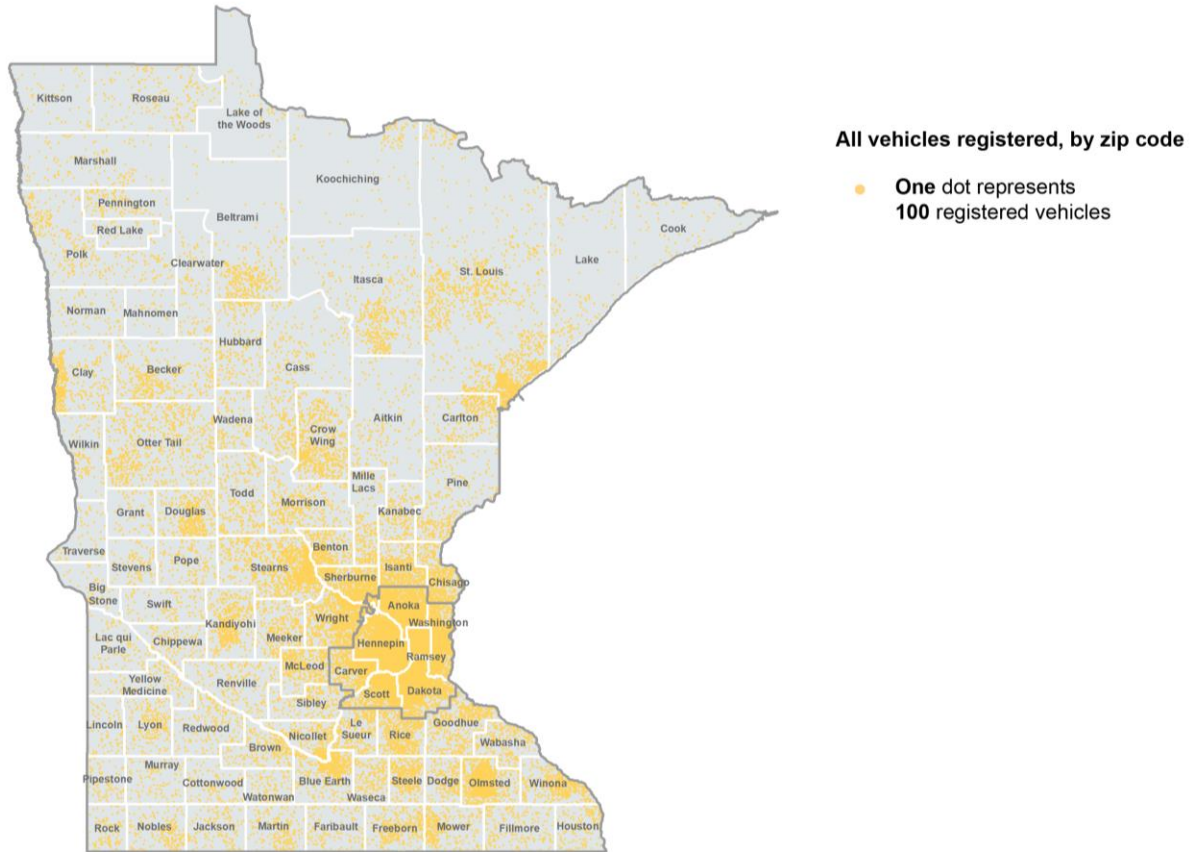 All vehicles registered, by zip code
One dot represents
100 registered vehicles
Kittson
Roseau
Lake of
the Woods
Marshall
Koochiching
Pennington
Beltrami
Red Lake
Cook
Polk
Clearwater
St. Louis
Lake
Itasca
Norman
Mahnomen
Hubbard
Clay
Becker
Cass
Wadena
Aitkin
Carlton
Crow
Wing
Wilkin
Otter Tail
Mille
Lacs
Pine
Todd
Morrison
Grant
Douglas
Kanabec
Traverse
Benton
Stevens
Pope
Stearns
Isanti
Sherburne
Chisago
Big
Stone
Swift
Anoka
Kandiyohi
Wright
Washington
Lac qui
Parle
Chippewa
Meeker
Hennepin
Ramsey
McLeod
Carver
Yellow
Medicine
Renville
Scott
Dakota
Sibley
Lincoln
Lyon
Redwood
Nicollet
Le
Sueur
Rice
Goodhue
Wabasha
Brown
Murray
Pipestone
Cottonwood
Watonwan
Blue Earth
Waseca
Steele
Dodge
Olmsted
Winona
Rock
Nobles
Jackson
Martin
Faribault
Freeborn
Mower
Fillmore
Houston